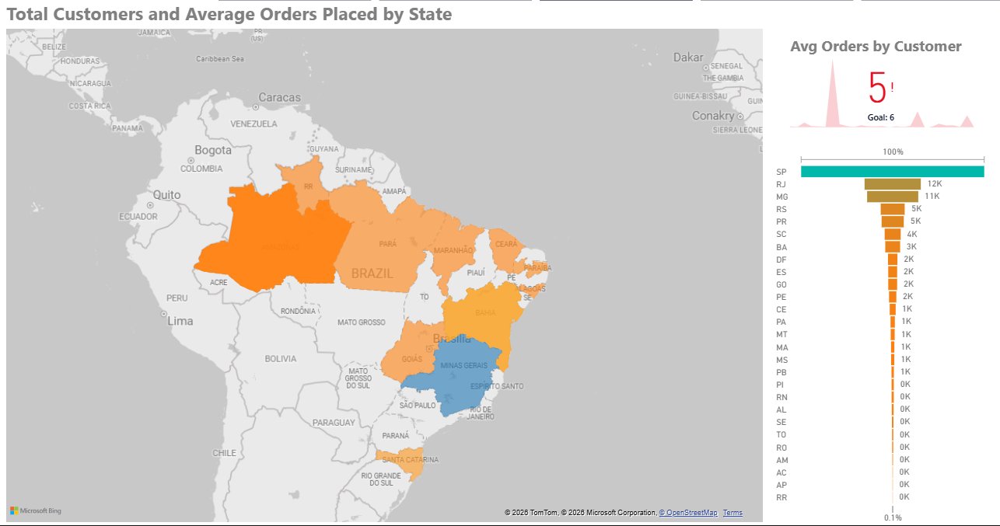 Total Customers and Average Orders Placed by State
JAMAICA
PR
(US)
BELIZE
HONDURAS
Caribbean Sea
NICARAGUA
COSTA RICA
PANAMA
Caracas
VENEZUELA
GUYANA
SURINAME
Bogota
COLOMBIA
Quito
ECUADOR
RR
AMAPÁ
AMAZONAS
PARÁ
MARANHÃO
CEARÁ
BRAZIL
PIAUÍ
PARAÍBA
PE
ACRE
TO
ALAGOAS
SE
PERU
Lima
RONDÔNIA
MATO GROSSO
BAHIA
Brasília
BOLIVIA
GOIÁS
MINAS GERAIS
MATO
GROSSO
DO SUL
ESPÍRITO SANTO
SÃO PAULO
RIO DE
JANEIRO
PARAGUAY
PARANÁ
CHILE
SANTA CATARINA
RIO GRANDE
DO SUL
Dakar
SENEGAL
THE GAMBIA
GUINEA-BISSAU
GUIN
Conakry
SIERRA LEONE
L
Microsoft Bing
© 2026 TomTom, © 2026 Microsoft Corporation, © OpenStreetMap Terms
Avg Orders by Customer
5!
Goal: 6
100%
SP
RJ 12K
MG 11K
RS 5K
PR 5K
SC 4K
BA 3K
DF 2K
ES 2K
GO 2K
PE 2K
CE 1K
PA 1K
MT 1K
MA 1K
MS 1K
PB 1K
PI 0K
RN 0K
AL 0K
SE 0K
TO 0K
RO 0K
AM 0K
AC 0K
AP 0K
RR 0K
0.1%